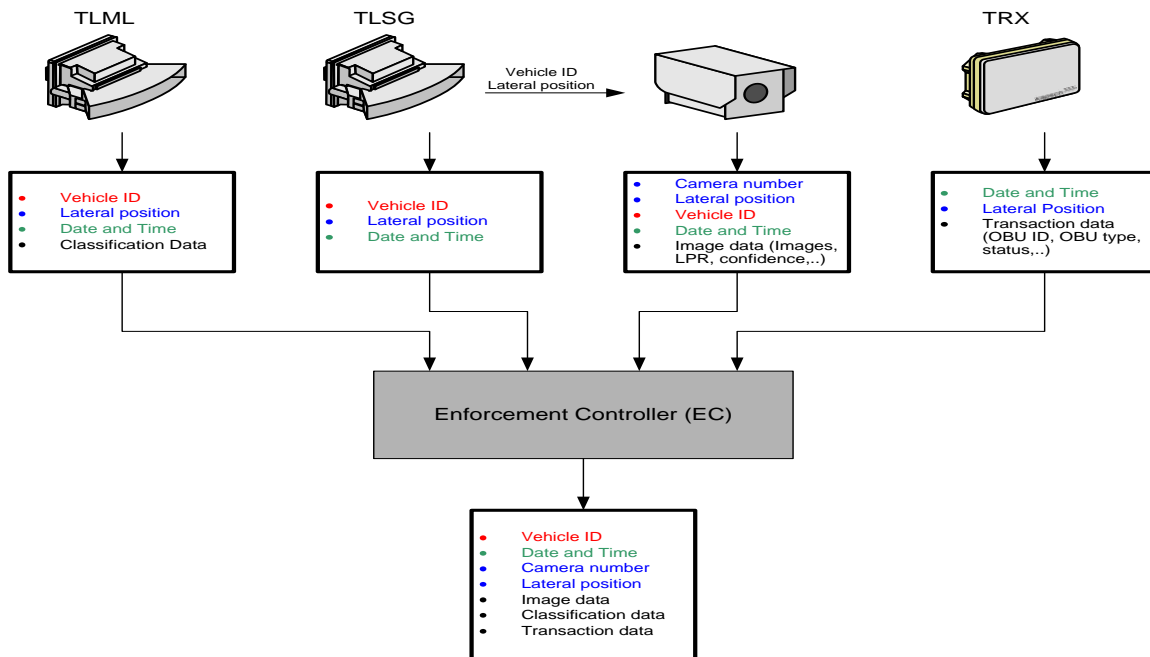 TLML
TLSG
TRX
Vehicle ID
Lateral position
• Vehicle ID
• Lateral position
• Date and Time
• Classification Data
• Vehicle ID
• Lateral position
• Date and Time
• Camera number
• Lateral position
• Vehicle ID
• Date and Time
• Image data (Images,
LPR, confidence,..)
• Date and Time
• Lateral Position
• Transaction data
(OBU ID, OBU type,
status,..)
Enforcement Controller (EC)
• Vehicle ID
• Date and Time
• Camera number
• Lateral position
• Image data
• Classification data
• Transaction data